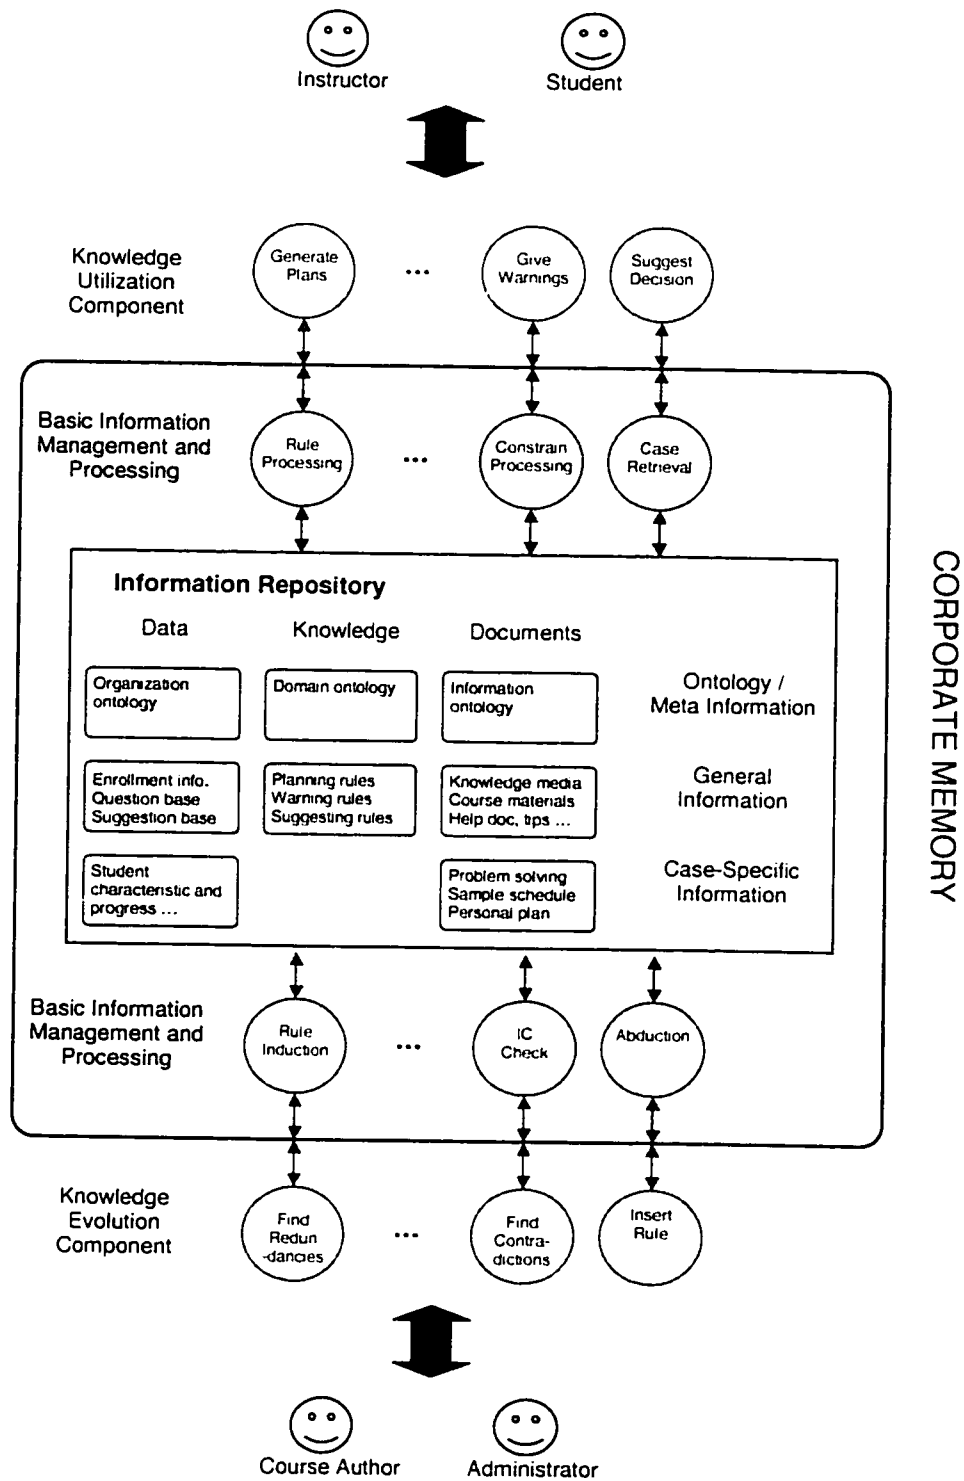 Instructor
Student
Knowledge
Utilization
Component
Generate
Plans
...
Give
Warnings
Suggest
Decision
Basic Information
Management and
Processing
Rule
Processing
...
Constrain
Processing
Case
Retrieval
Information Repository
Data
Knowledge
Documents
Organization
ontology
Domain ontology
Information
ontology
Ontology /
Meta Information
Enrollment info.
Question base
Suggestion base
Planning rules
Warning rules
Suggesting rules
Knowledge media
Course materials
Help doc, tips ...
General
Information
Student
characteristic and
progress ...
Problem solving
Sample schedule
Personal plan
Case-Specific
Information
CORPORATE MEMORY
Basic Information
Management and
Processing
Rule
Induction
...
IC
Check
Abduction
Knowledge
Evolution
Component
Find
Redun
-dancies
...
Find
Contra-
dictions
Insert
Rule
Course Author
Administrator